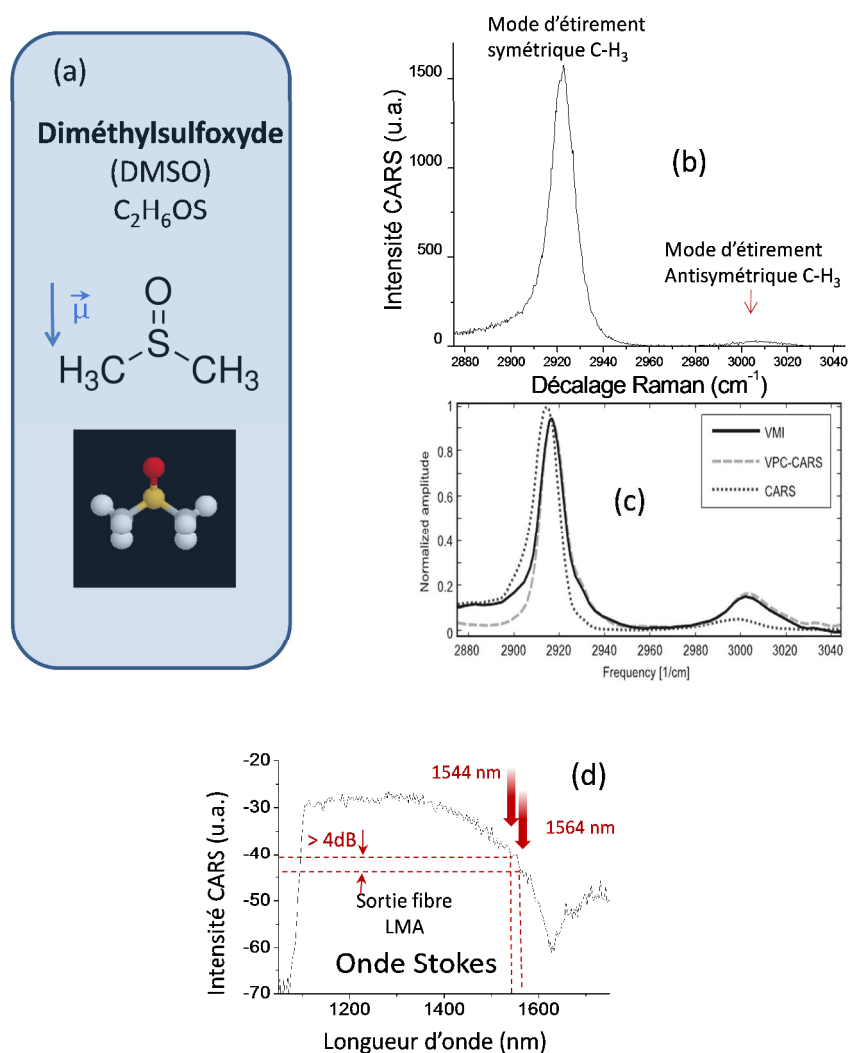 (a)
Diméthylsulfoxyde
(DMSO)
C₂H₆OS
μ⃗
O
S
H₃C
CH₃
Mode d'étirement
symétrique C-H₃
(b)
Mode d'étirement
Antisymétrique C-H₃
Intensité CARS (u.a.)
1500
1000
500
0
2880 2900 2920 2940 2960 2980 3000 3020 3040
Décalage Raman (cm⁻¹)
(c)
VMI
VPC-CARS
CARS
Normalized amplitude
1
0.8
0.6
0.4
0.2
0
2880 2900 2920 2940 2960 2980 3000 3020 3040
Frequency [1/cm]
(d)
1544 nm
1564 nm
> 4dB
Sortie fibre
LMA
Onde Stokes
Intensité CARS (u.a.)
-20
-30
-40
-50
-60
-70
1200 1400 1600
Longueur d'onde (nm)